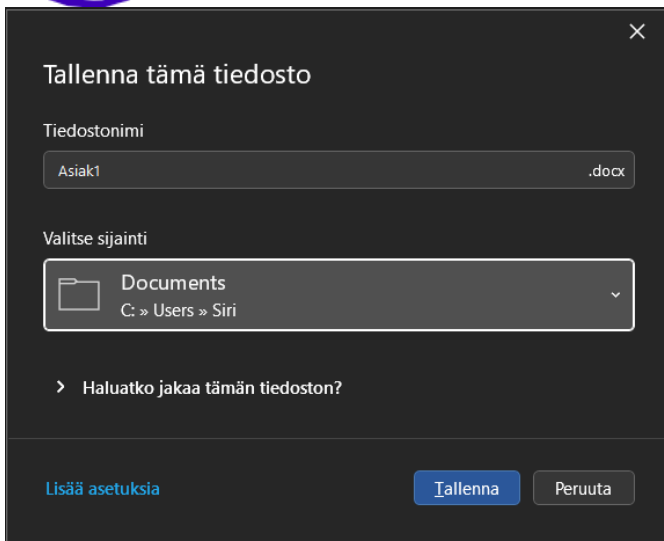 Tallenna tämä tiedosto
Tiedostonimi
Asiak1 .docx
Valitse sijainti
Documents
C: » Users » Siri
Haluatko jakaa tämän tiedoston?
Lisää asetuksia Tallenna Peruuta